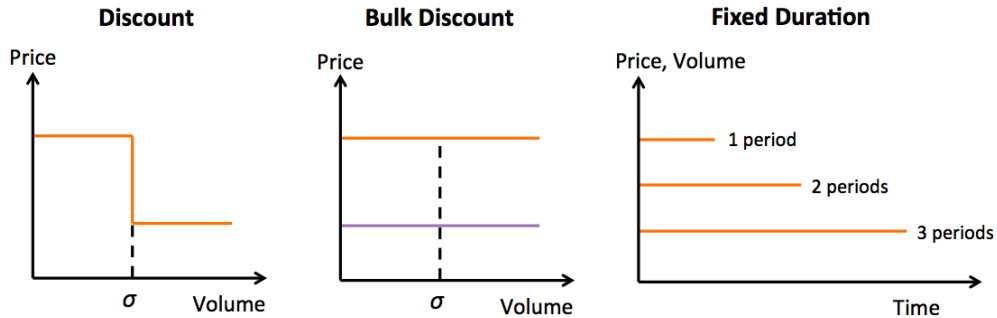 Discount
Price
σ
Volume
Bulk Discount
Price
σ
Volume
Fixed Duration
Price, Volume
1 period
2 periods
3 periods
Time